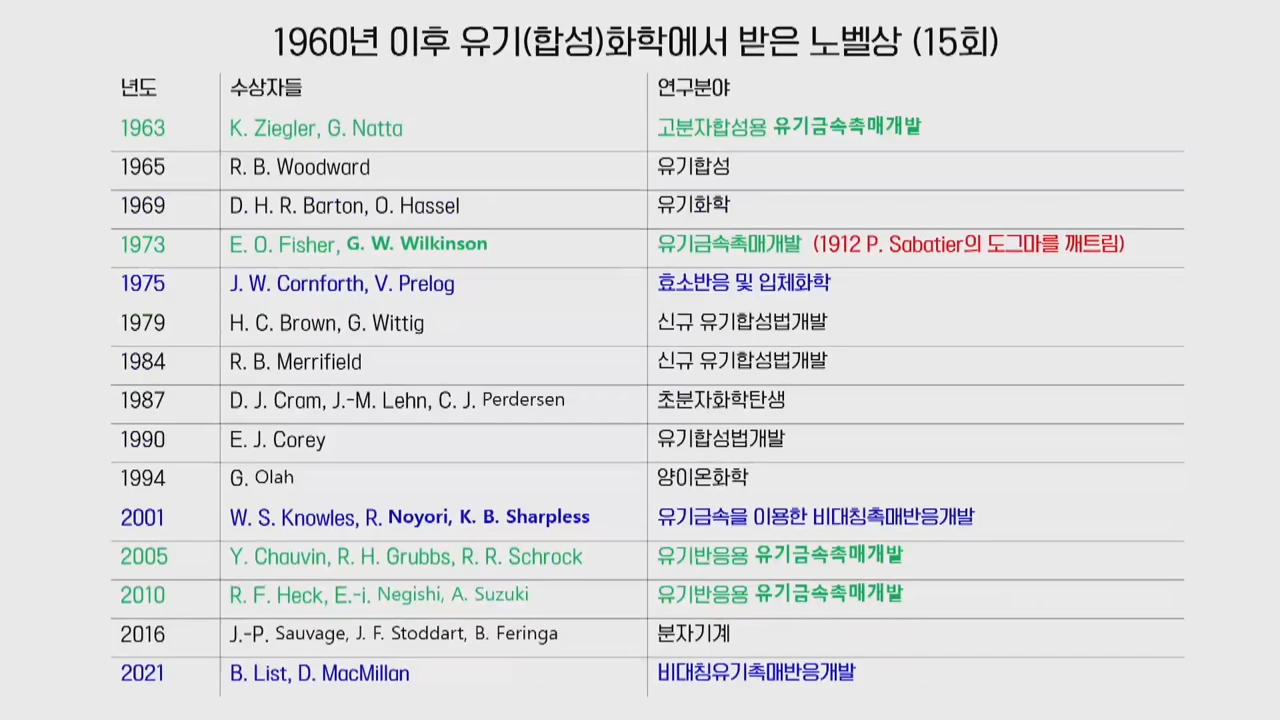 1960년 이후 유기(합성)화학에서 받은 노벨상 (15회)
년도 수상자들 연구분야
1963 K. Ziegler, G. Natta 고분자합성용 유기금속촉매개발
1965 R. B. Woodward 유기합성
1969 D. H. R. Barton, O. Hassel 유기화학
1973 E. O. Fisher, G. W. Wilkinson 유기금속촉매개발 (1912 P. Sabatier의 도그마를 깨트림)
1975 J. W. Cornforth, V. Prelog 효소반응 및 입체화학
1979 H. C. Brown, G. Wittig 신규 유기합성법개발
1984 R. B. Merrifield 신규 유기합성법개발
1987 D. J. Cram, J.-M. Lehn, C. J. Perdersen 초분자화학탄생
1990 E. J. Corey 유기합성법개발
1994 G. Olah 양이온화학
2001 W. S. Knowles, R. Noyori, K. B. Sharpless 유기금속을 이용한 비대칭촉매반응개발
2005 Y. Chauvin, R. H. Grubbs, R. R. Schrock 유기반응용 유기금속촉매개발
2010 R. F. Heck, E.-i. Negishi, A. Suzuki 유기반응용 유기금속촉매개발
2016 J.-P. Sauvage, J. F. Stoddart, B. Feringa 분자기계
2021 B. List, D. MacMillan 비대칭유기촉매반응개발